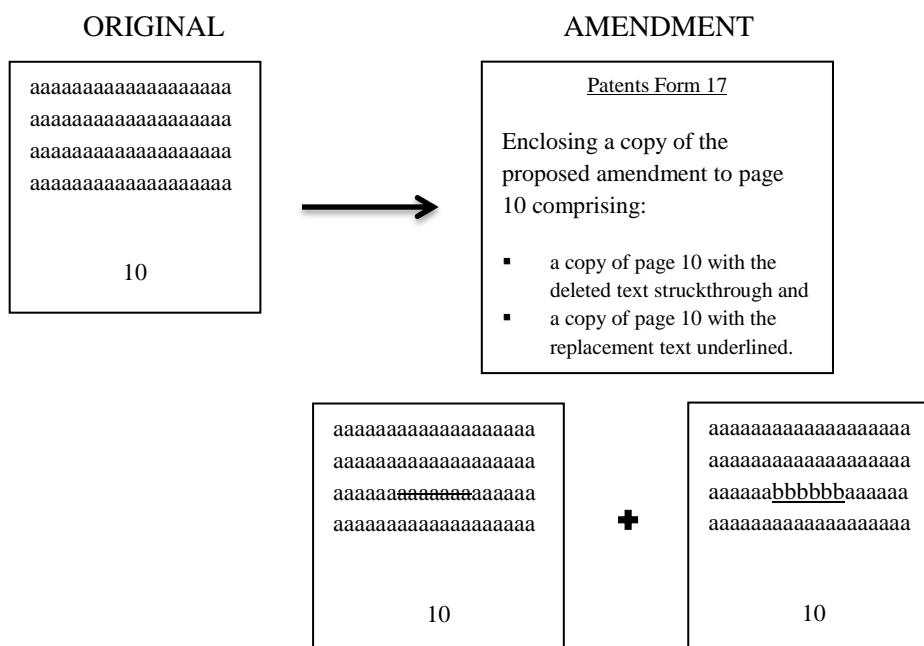 ORIGINAL
aaaaaaaaaaaaaaaaaaa
aaaaaaaaaaaaaaaaaaa
aaaaaaaaaaaaaaaaaaa
aaaaaaaaaaaaaaaaaaa
10
AMENDMENT
Patents Form 17
Enclosing a copy of the
proposed amendment to page
10 comprising:
▪ a copy of page 10 with the
deleted text struckthrough and
▪ a copy of page 10 with the
replacement text underlined.
aaaaaaaaaaaaaaaaaaa
aaaaaaaaaaaaaaaaaaa
aaaaaaaaaaaaaaaaaaa
aaaaaaaaaaaaaaaaaaa
10
aaaaaaaaaaaaaaaaaaa
aaaaaaaaaaaaaaaaaaa
aaaaaabbbbbbaaaaaa
aaaaaaaaaaaaaaaaaaa
10